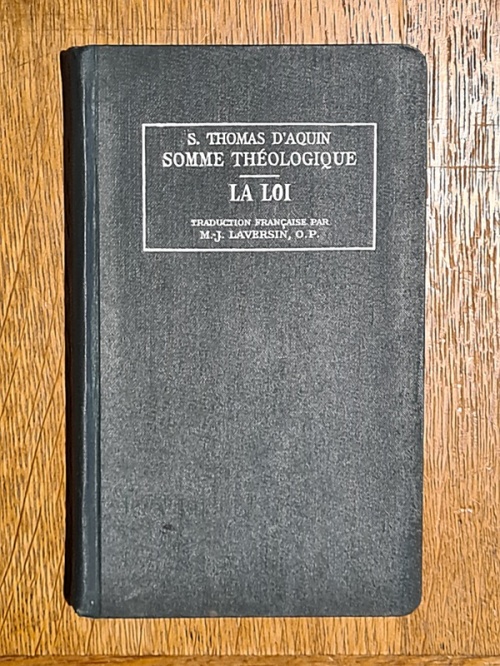 S. THOMAS D'AQUIN
SOMME THÉOLOGIQUE
LA LOI
TRADUCTION FRANÇAISE PAR
M.-J. LAVERSIN, O.P.